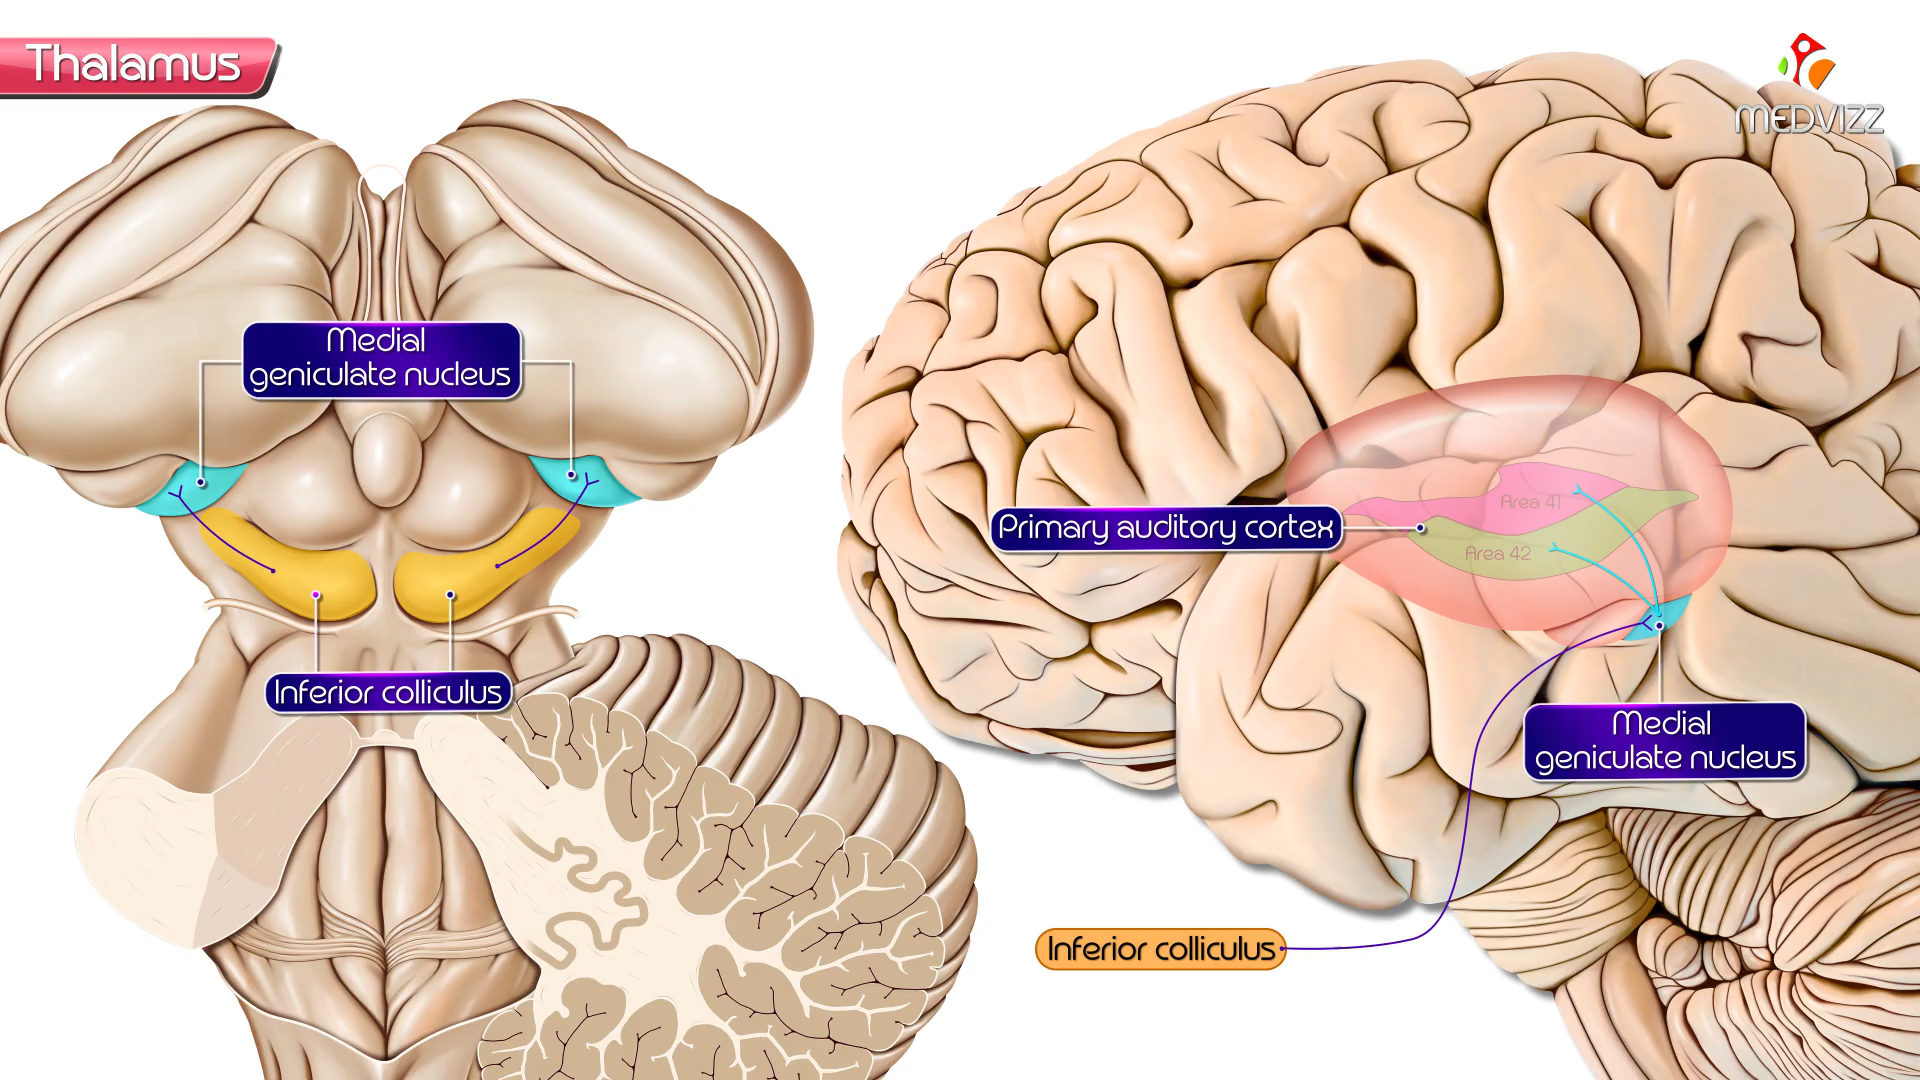 Thalamus
MEDVIZZ
Medial
geniculate nucleus
Inferior colliculus
Area 41
Primary auditory cortex
Area 42
Medial
geniculate nucleus
Inferior colliculus